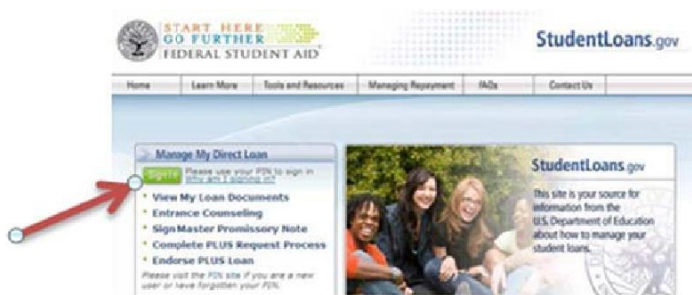 START HERE
GO FURTHER
FEDERAL STUDENT AID
StudentLoans.gov
Home Learn More Tools and Resources Managing Repayment FAQs Contact Us
Manage My Direct Loan
Sign In Please use your PIN to sign in
Why am I signing in?
View My Loan Documents
Entrance Counseling
Sign Master Promissory Note
Complete PLUS Request Process
Endorse PLUS Loan
Please visit the PIN site if you are a new
user or have forgotten your PIN.
StudentLoans.gov
This site is your source for
information from the
U.S. Department of Education
about how to manage your
student loans.